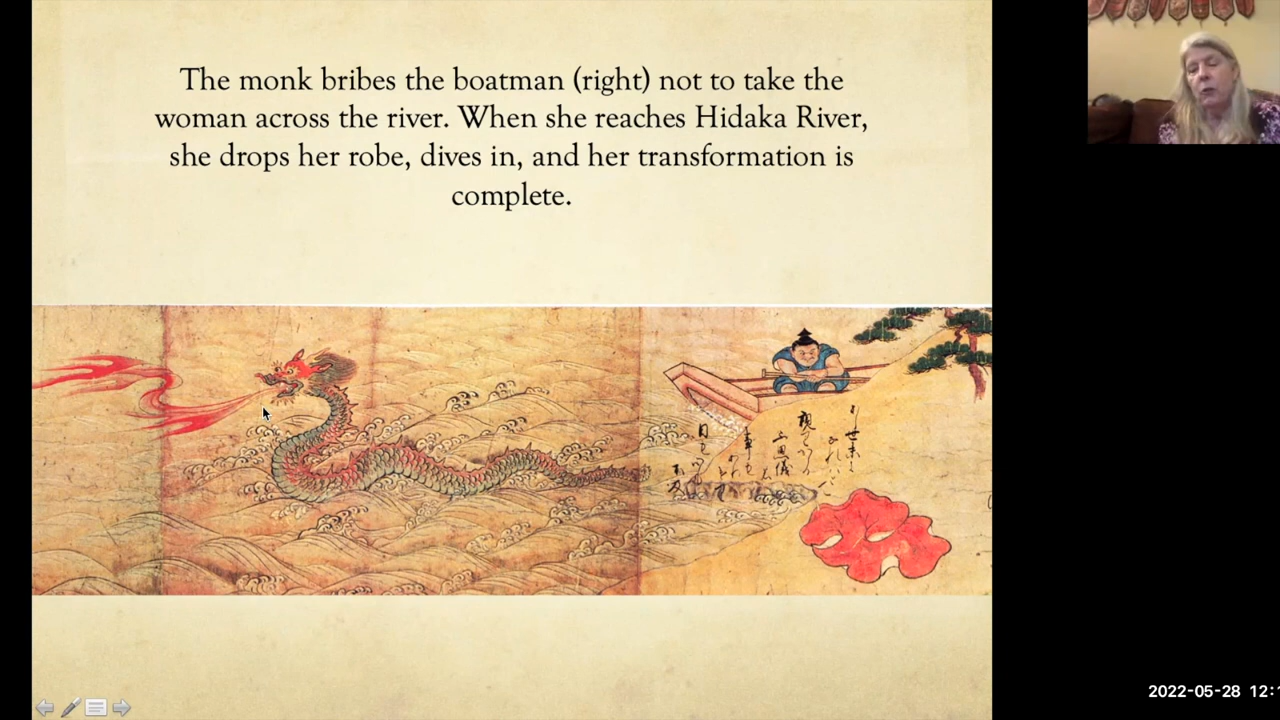 The monk bribes the boatman (right) not to take the
woman across the river. When she reaches Hidaka River,
she drops her robe, dives in, and her transformation is
complete.
2022-05-28 12: